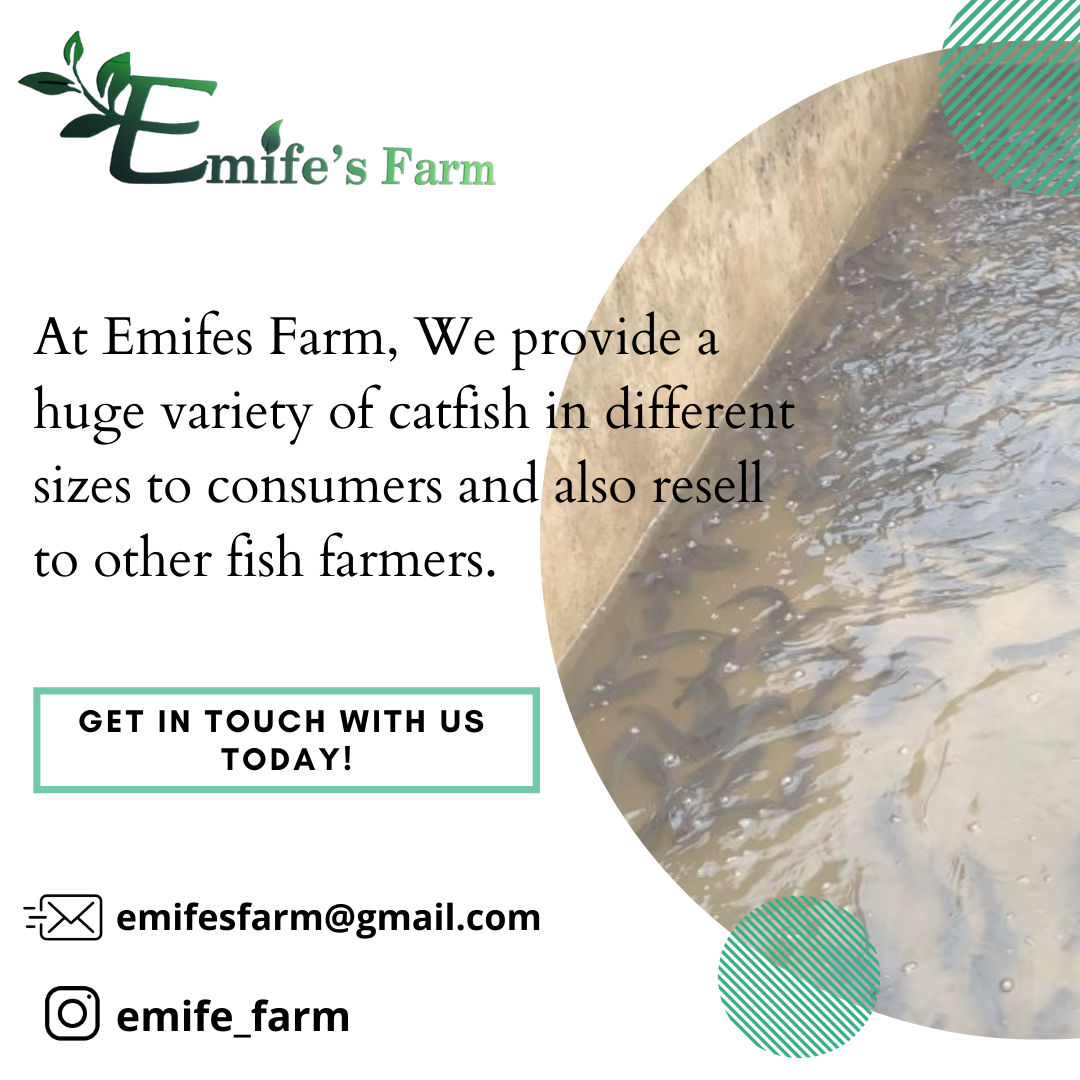 Emife's Farm
At Emifes Farm, We provide a
huge variety of catfish in different
sizes to consumers and also resell
to other fish farmers.
GET IN TOUCH WITH US
TODAY!
emifesfarm@gmail.com
emife_farm